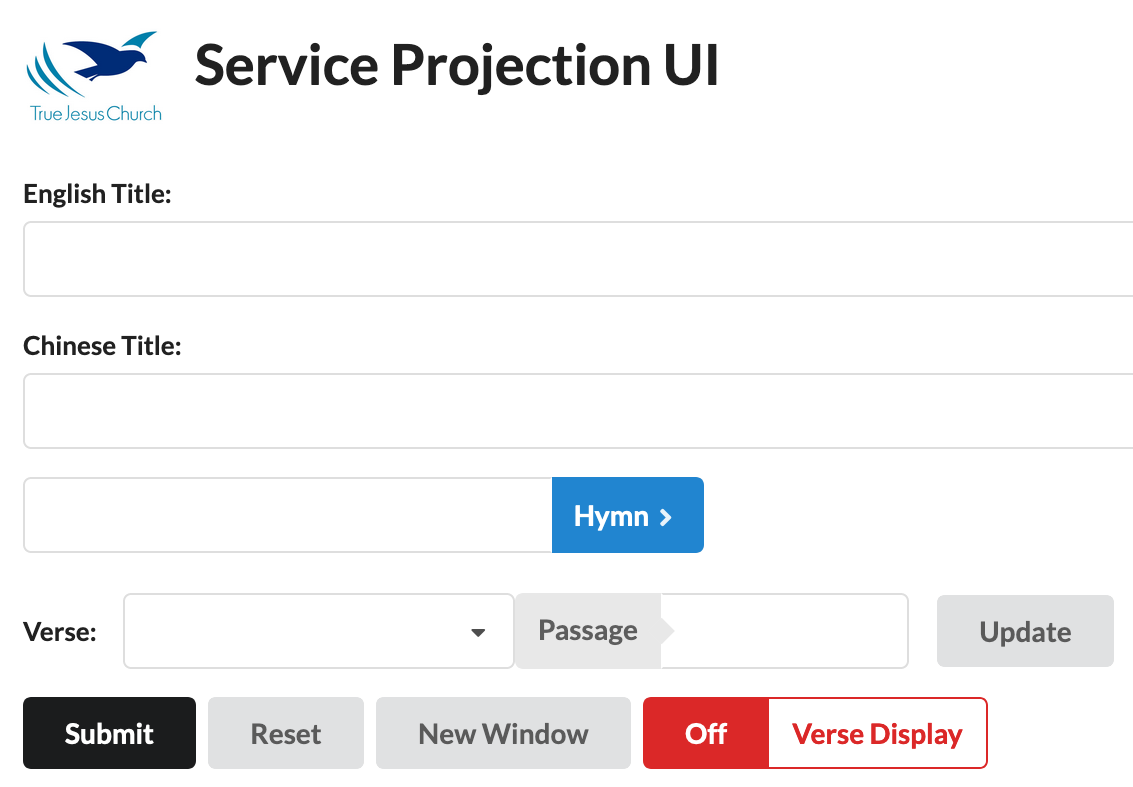 True Jesus Church
Service Projection UI
English Title:
Chinese Title:
Hymn
Verse:
Passage
Update
Submit
Reset
New Window
Off
Verse Display